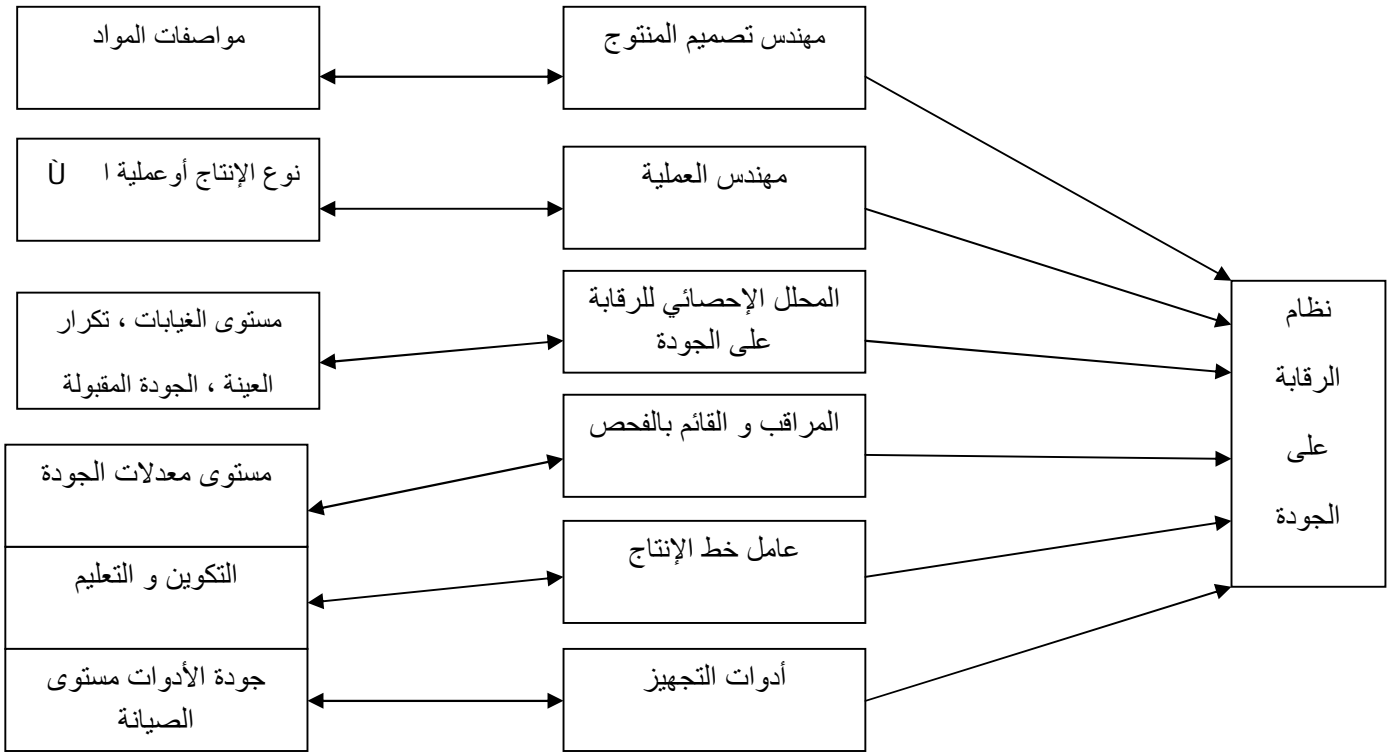 مواصفات المواد
مهندس تصميم المنتوج
نوع الإنتاج أوعملية ا Ù
مهندس العملية
مستوى الغيابات ، تكرار
العينة ، الجودة المقبولة
المحلل الإحصائي للرقابة
على الجودة
المراقب و القائم بالفحص
مستوى معدلات الجودة
عامل خط الإنتاج
التكوين و التعليم
أدوات التجهيز
جودة الأدوات مستوى
الصيانة
نظام
الرقابة
على
الجودة